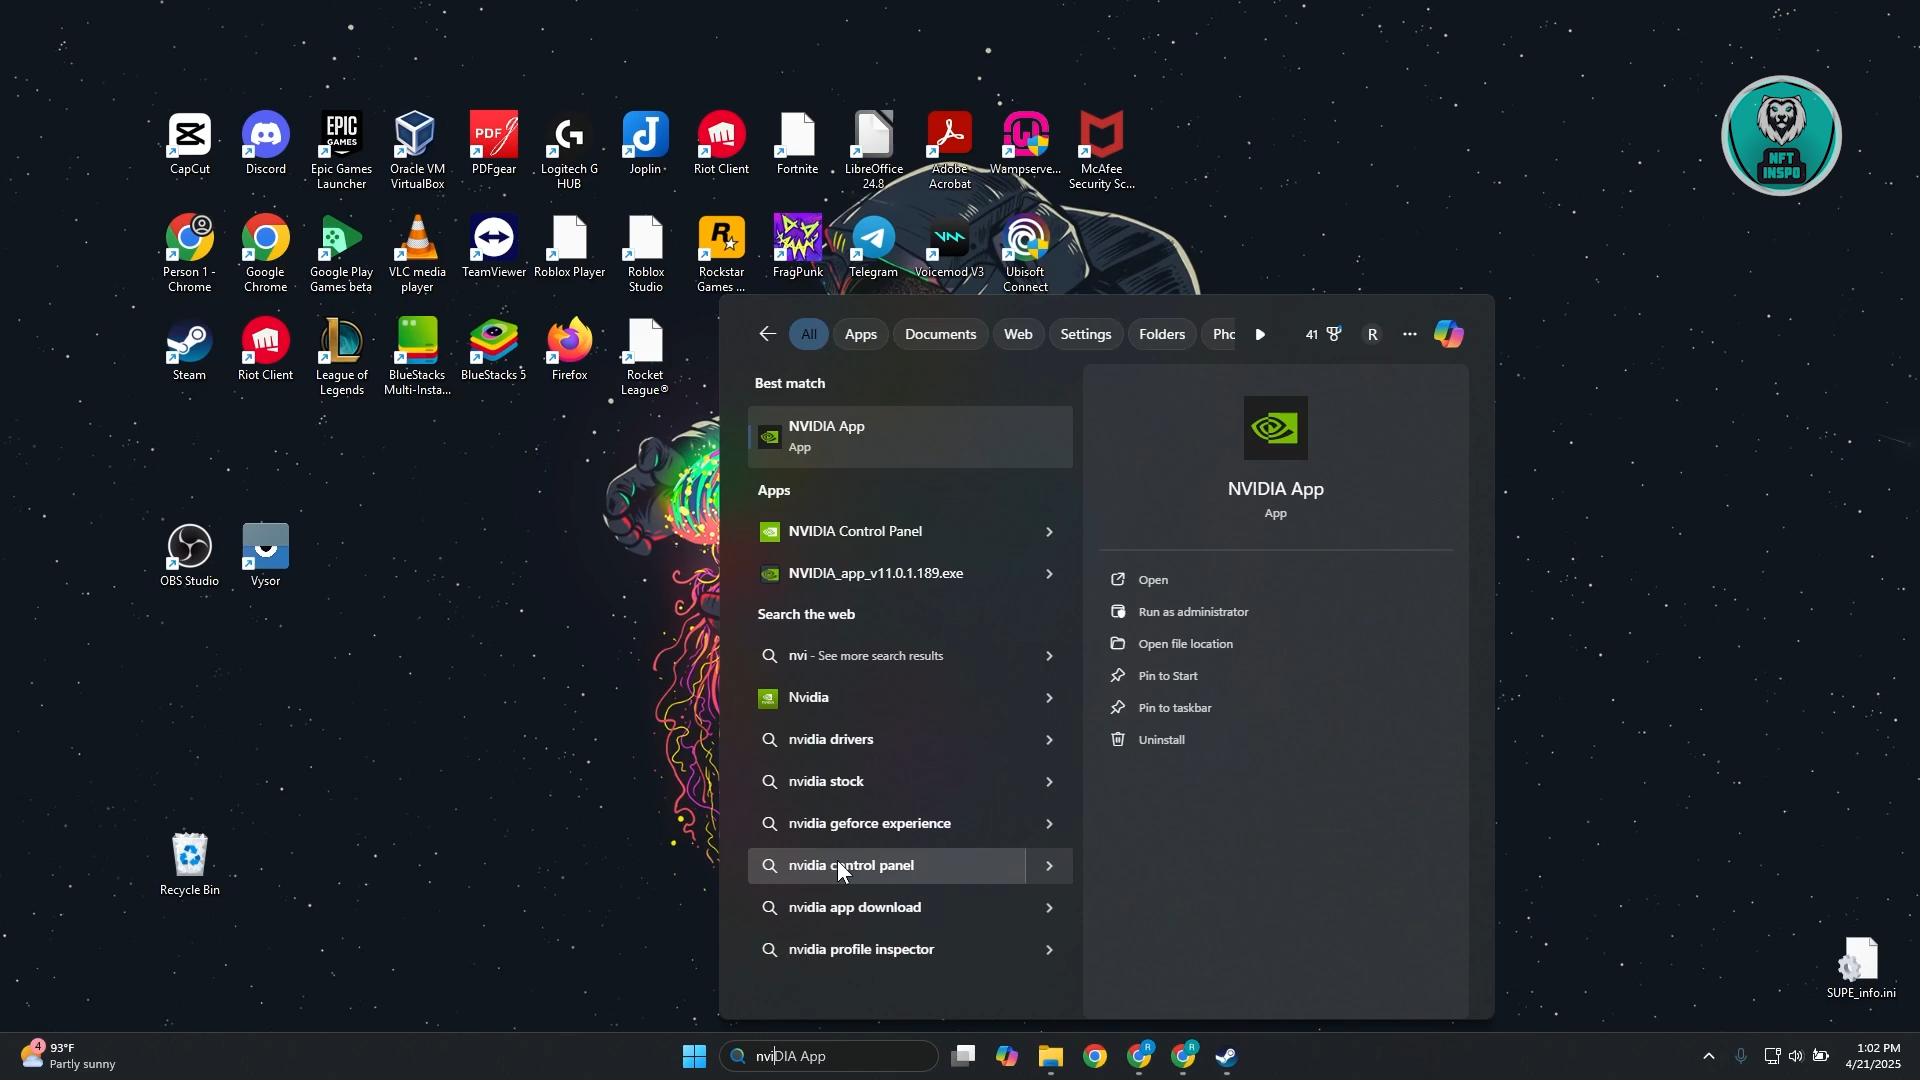 CapCut
Discord
EPIC
GAMES
Epic Games
Launcher
Oracle VM
VirtualBox
PDF
PDFgear
Logitech G
HUB
Joplin
Riot Client
Fortnite
LibreOffice
24.8
Adobe
Acrobat
Wampserve...
McAfee
Security Sc...
NFT
INSPO
Person 1 -
Chrome
Google
Chrome
Google Play
Games beta
VLC media
player
TeamViewer
Roblox Player
Roblox
Studio
Rockstar
Games ...
FragPunk
Telegram
Voicemod V3
Ubisoft
Connect
Steam
Riot Client
League of
Legends
BlueStacks
Multi-Insta...
BlueStacks 5
Firefox
Rocket
League®
OBS Studio
Vysor
Recycle Bin
SUPE_info.ini
All
Apps
Documents
Web
Settings
Folders
Phc
41
R
Best match
NVIDIA App
App
Apps
NVIDIA Control Panel
NVIDIA_app_v11.0.1.189.exe
Search the web
nvi - See more search results
Nvidia
nvidia drivers
nvidia stock
nvidia geforce experience
nvidia control panel
nvidia app download
nvidia profile inspector
NVIDIA App
App
Open
Run as administrator
Open file location
Pin to Start
Pin to taskbar
Uninstall
4
93°F
Partly sunny
nviDIA App
R
R
1:02 PM
4/21/2025